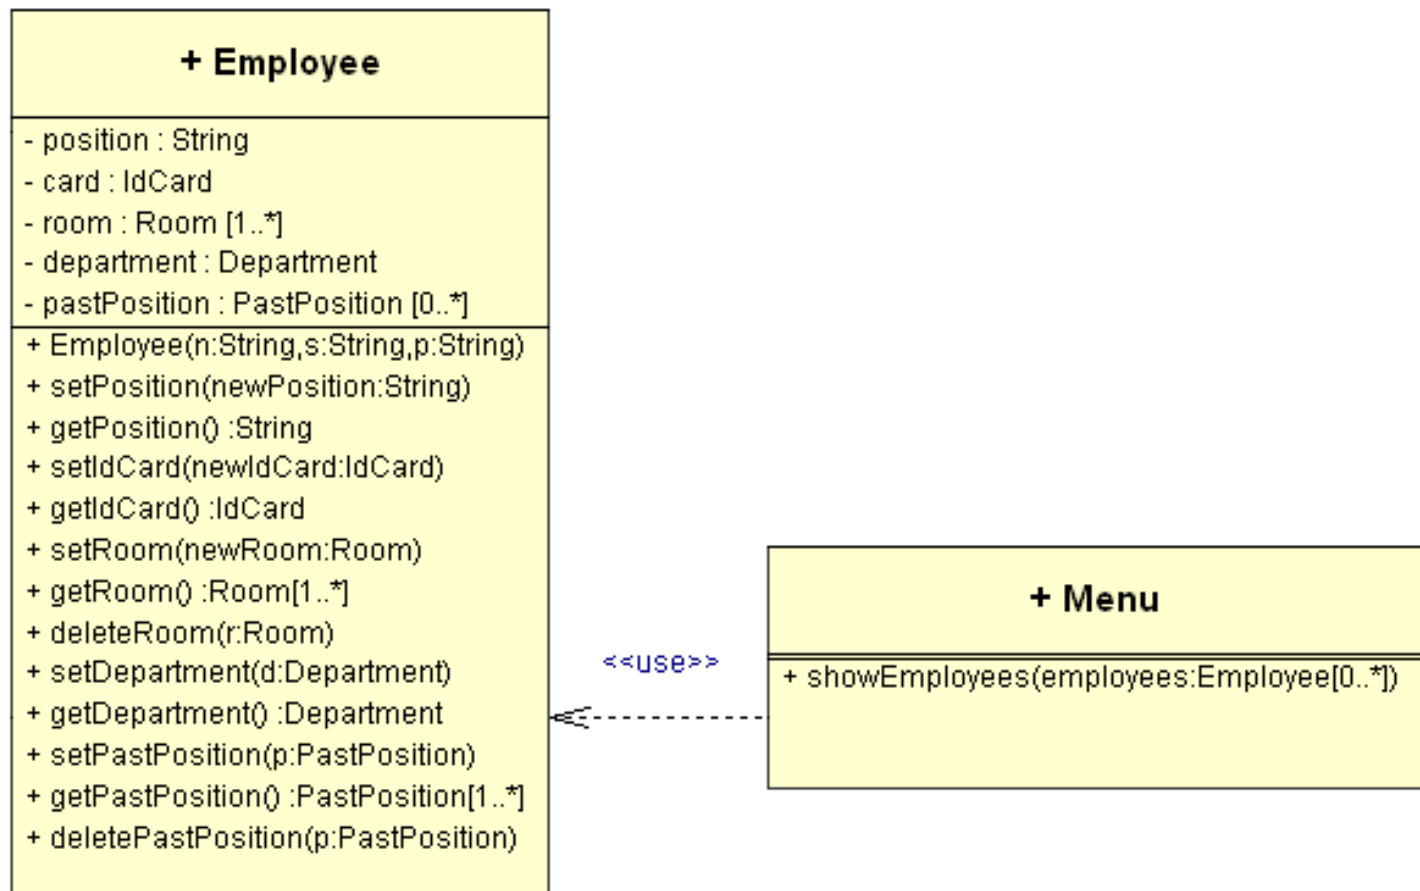 + Employee
- position : String
- card : IdCard
- room : Room [1..*]
- department : Department
- pastPosition : PastPosition [0..*]
+ Employee(n:String,s:String,p:String)
+ setPosition(newPosition:String)
+ getPosition() :String
+ setIdCard(newIdCard:IdCard)
+ getIdCard() :IdCard
+ setRoom(newRoom:Room)
+ getRoom() :Room[1..*]
+ deleteRoom(r:Room)
+ setDepartment(d:Department)
+ getDepartment() :Department
+ setPastPosition(p:PastPosition)
+ getPastPosition() :PastPosition[1..*]
+ deletePastPosition(p:PastPosition)
<<use>>
+ Menu
+ showEmployees(employees:Employee[0..*])